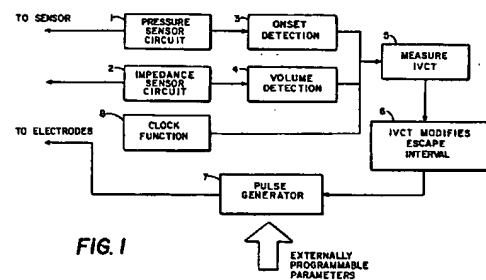 TO SENSOR
1
PRESSURE
SENSOR
CIRCUIT
3
ONSET
DETECTION
5
MEASURE
IVCT
2
IMPEDANCE
SENSOR
CIRCUIT
4
VOLUME
DETECTION
8
CLOCK
FUNCTION
6
IVCT MODIFIES
ESCAPE
INTERVAL
TO ELECTRODES
7
PULSE
GENERATOR
FIG. 1
EXTERNALLY
PROGRAMMABLE
PARAMETERS